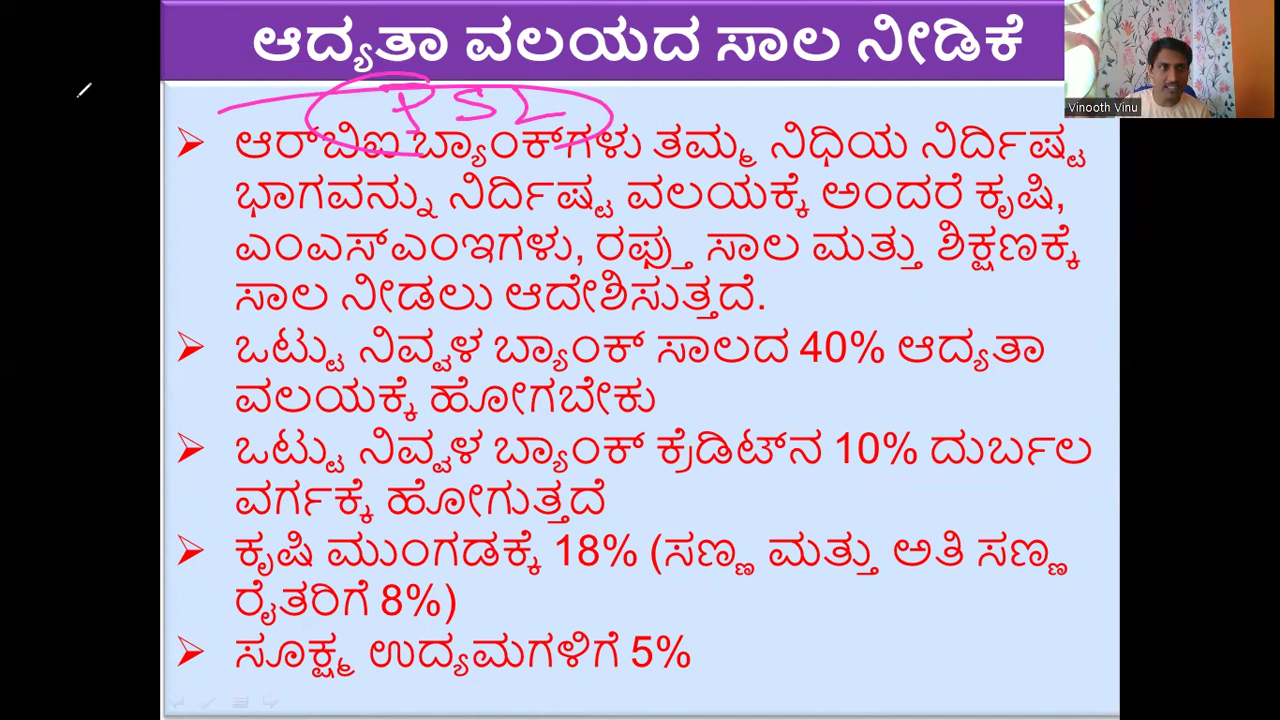 ಆದ್ಯತಾ ವಲಯದ ಸಾಲ ನೀಡಿಕೆ
PSL
Vinooth Vinu
ಆರ್‌ಬಿಐ ಬ್ಯಾಂಕ್‌ಗಳು ತಮ್ಮ ನಿಧಿಯ ನಿರ್ದಿಷ್ಟ
ಭಾಗವನ್ನು ನಿರ್ದಿಷ್ಟ ವಲಯಕ್ಕೆ ಅಂದರೆ ಕೃಷಿ,
ಎಂಎಸ್‌ಎಂಇಗಳು, ರಫ್ತು ಸಾಲ ಮತ್ತು ಶಿಕ್ಷಣಕ್ಕೆ
ಸಾಲ ನೀಡಲು ಆದೇಶಿಸುತ್ತದೆ.
ಒಟ್ಟು ನಿವ್ವಳ ಬ್ಯಾಂಕ್ ಸಾಲದ 40% ಆದ್ಯತಾ
ವಲಯಕ್ಕೆ ಹೋಗಬೇಕು
ಒಟ್ಟು ನಿವ್ವಳ ಬ್ಯಾಂಕ್ ಕ್ರೆಡಿಟ್‌ನ 10% ದುರ್ಬಲ
ವರ್ಗಕ್ಕೆ ಹೋಗುತ್ತದೆ
ಕೃಷಿ ಮುಂಗಡಕ್ಕೆ 18% (ಸಣ್ಣ ಮತ್ತು ಅತಿ ಸಣ್ಣ
ರೈತರಿಗೆ 8%)
ಸೂಕ್ಷ್ಮ ಉದ್ಯಮಗಳಿಗೆ 5%